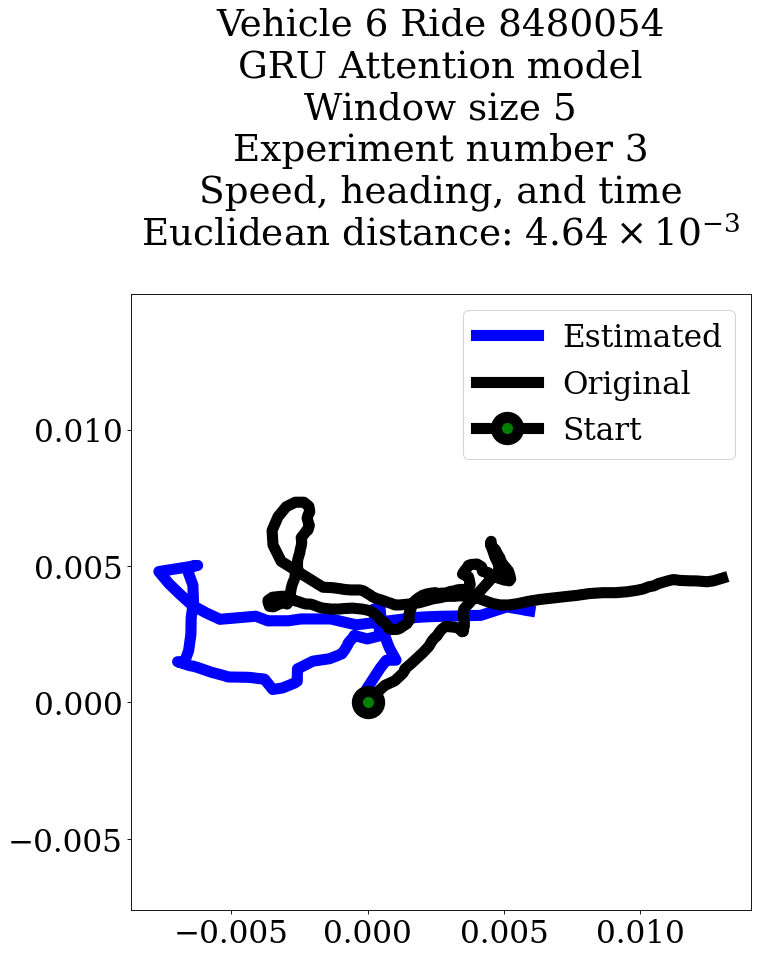 Vehicle 6 Ride 8480054
GRU Attention model
Window size 5
Experiment number 3
Speed, heading, and time
Euclidean distance: 4.64 × 10⁻³
Estimated
Original
Start
0.010
0.005
0.000
−0.005
−0.005 0.000 0.005 0.010